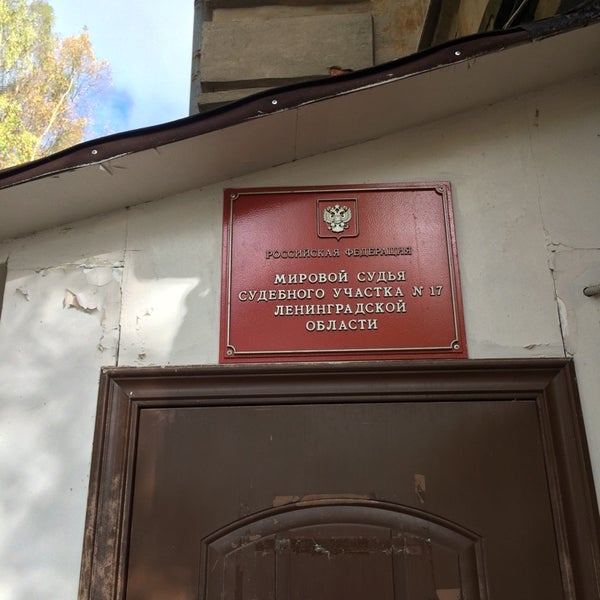 РОССИЙСКАЯ ФЕДЕРАЦИЯ
МИРОВОЙ СУДЬЯ
СУДЕБНОГО УЧАСТКА № 17
ЛЕНИНГРАДСКОЙ
ОБЛАСТИ